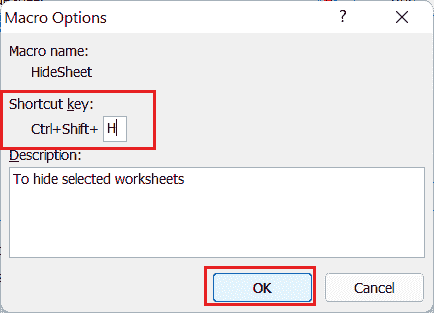 Macro Options
?
Macro name:
HideSheet
Shortcut key:
Ctrl+Shift+ H
Description:
To hide selected worksheets
OK Cancel